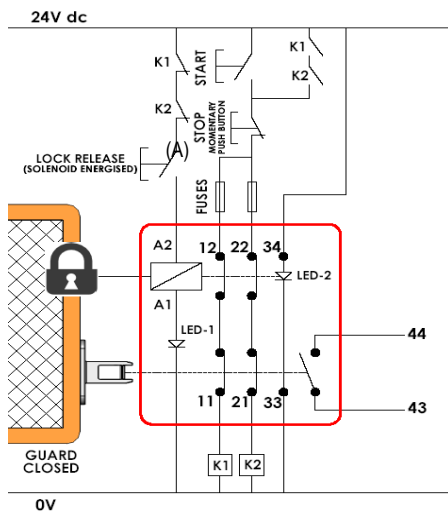 24V dc
K1
START
K1
K2
K2
STOP
MOMENTARY
PUSH BUTTON
(A)
LOCK RELEASE
(SOLENOID ENERGISED)
FUSES
A2
12
22
34
LED-2
A1
LED-1
44
11
21
33
43
GUARD
CLOSED
K1
K2
0V